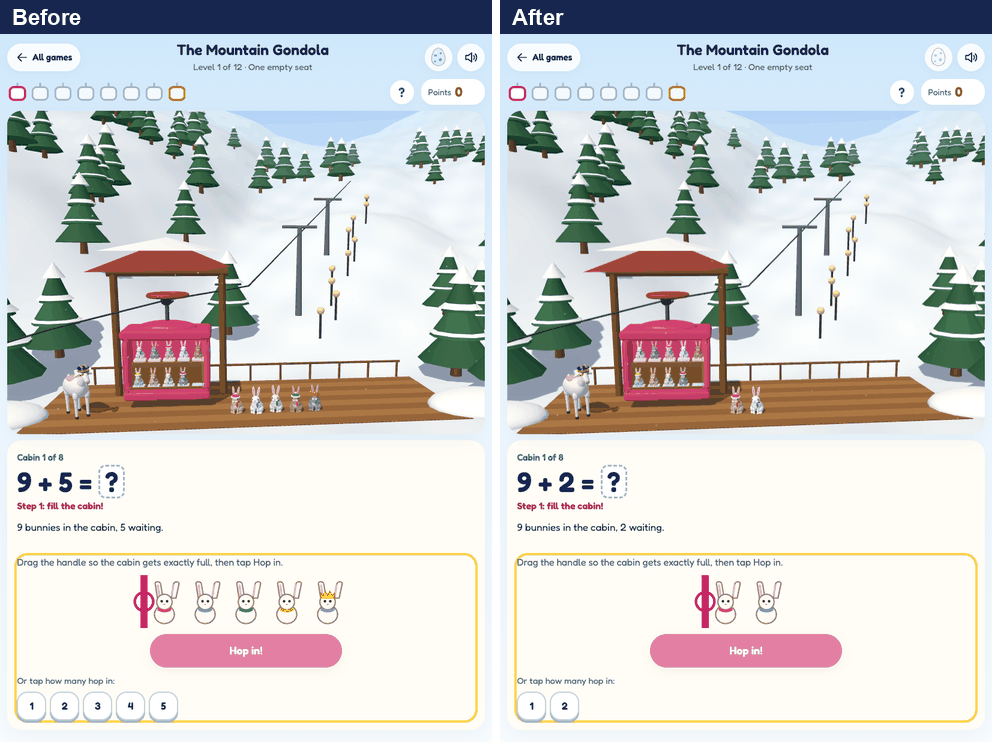 Before
All games
The Mountain Gondola
Level 1 of 12 · One empty seat
?
Points 0
Cabin 1 of 8
9 + 5 = ?
Step 1: fill the cabin!
9 bunnies in the cabin, 5 waiting.
Drag the handle so the cabin gets exactly full, then tap Hop in.
Hop in!
Or tap how many hop in:
1 2 3 4 5
After
All games
The Mountain Gondola
Level 1 of 12 · One empty seat
?
Points 0
Cabin 1 of 8
9 + 2 = ?
Step 1: fill the cabin!
9 bunnies in the cabin, 2 waiting.
Drag the handle so the cabin gets exactly full, then tap Hop in.
Hop in!
Or tap how many hop in:
1 2